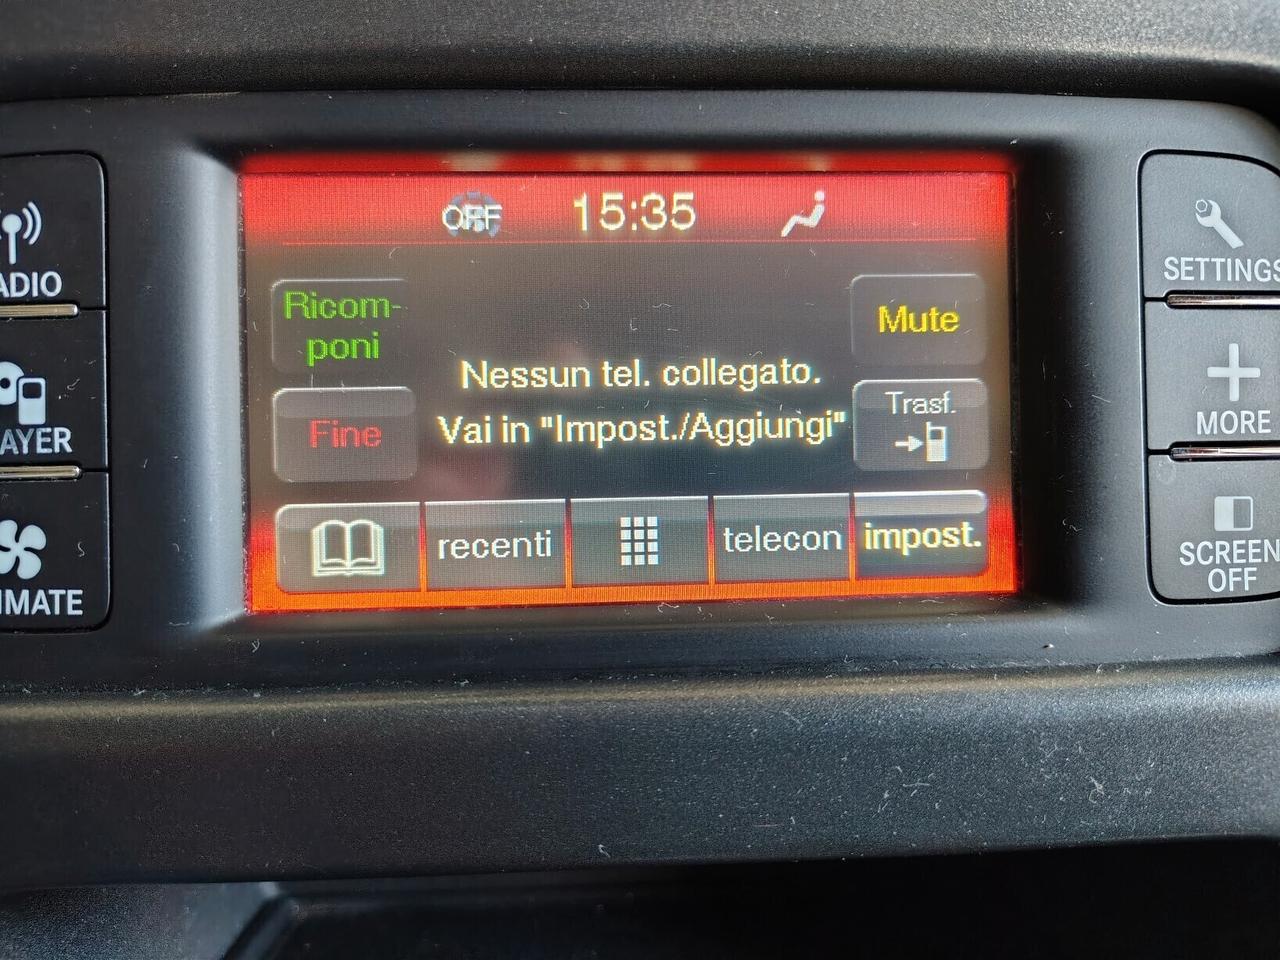 OFF 15:35
Ricom-
poni
Mute
Nessun tel. collegato.
Vai in "Impost./Aggiungi"
Fine
Trasf.
recenti
telecon
impost.
ADIO
AYER
IMATE
SETTINGS
MORE
SCREEN
OFF